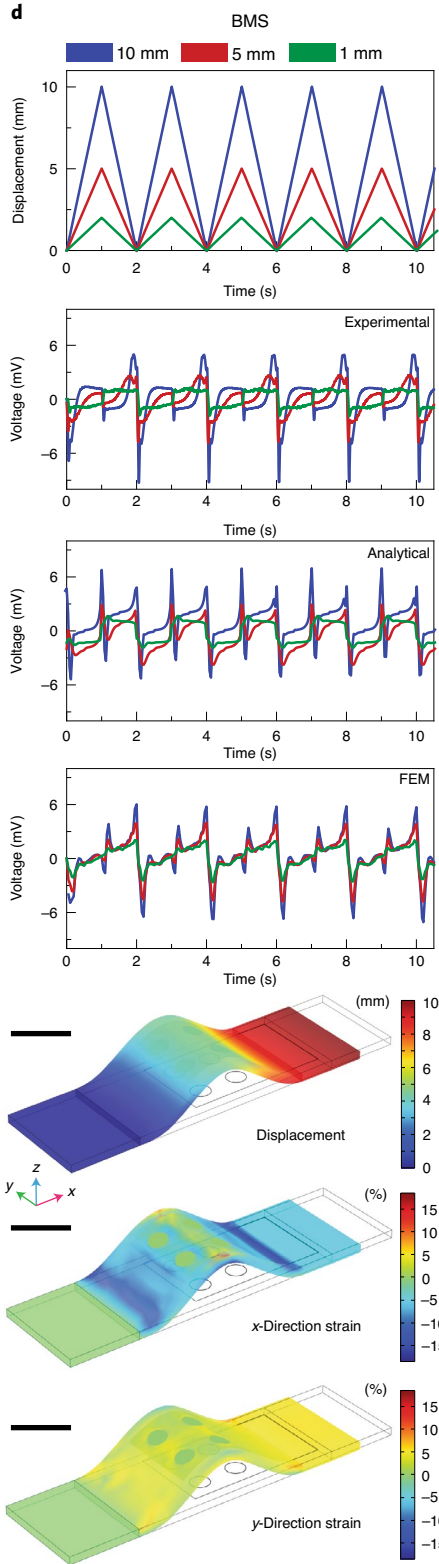 d
BMS
10 mm 5 mm 1 mm
Displacement (mm)
10
5
0
0 2 4 6 8 10
Time (s)
Experimental
Voltage (mV)
6
0
−6
0 2 4 6 8 10
Time (s)
Analytical
Voltage (mV)
6
0
−6
0 2 4 6 8 10
Time (s)
FEM
Voltage (mV)
6
0
−6
0 2 4 6 8 10
Time (s)
(mm)
10
8
6
4
2
0
Displacement
z
y
x
(%)
15
10
5
0
−5
−10
−15
x-Direction strain
(%)
15
10
5
0
−5
−10
−15
y-Direction strain